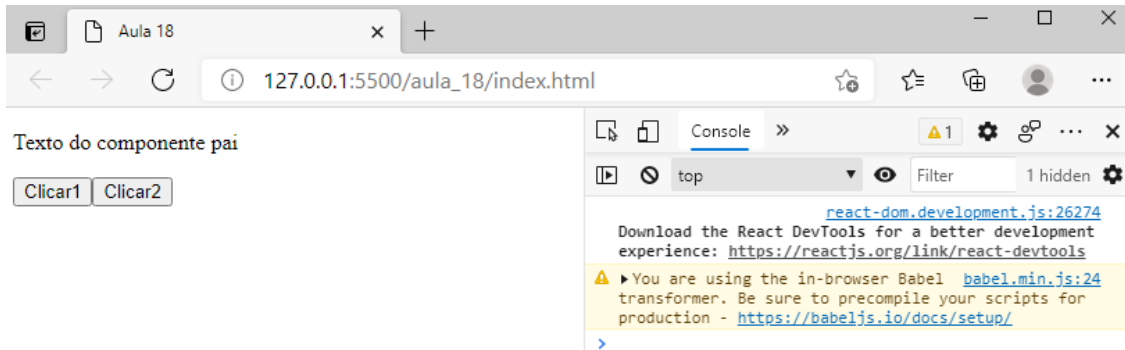 Aula 18
127.0.0.1:5500/aula_18/index.html
Texto do componente pai
Clicar1 Clicar2
Console » 1
top Filter 1 hidden
react-dom.development.js:26274
Download the React DevTools for a better development
experience: https://reactjs.org/link/react-devtools
You are using the in-browser Babel babel.min.js:24
transformer. Be sure to precompile your scripts for
production - https://babeljs.io/docs/setup/